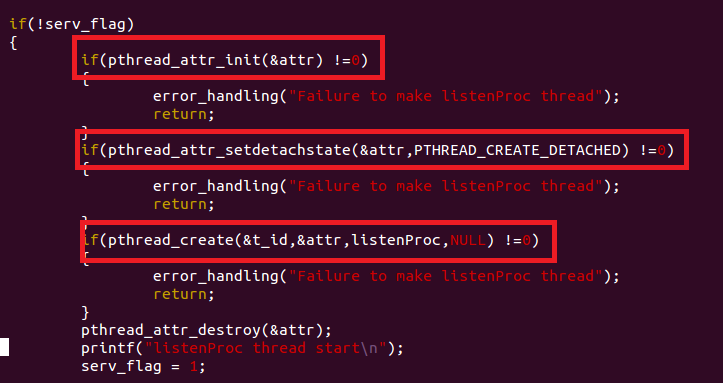 if(!serv_flag)
{
if(pthread_attr_init(&attr) !=0)
{
error_handling("Failure to make listenProc thread");
return;
}
if(pthread_attr_setdetachstate(&attr,PTHREAD_CREATE_DETACHED) !=0)
{
error_handling("Failure to make listenProc thread");
return;
}
if(pthread_create(&t_id,&attr,listenProc,NULL) !=0)
{
error_handling("Failure to make listenProc thread");
return;
}
pthread_attr_destroy(&attr);
printf("listenProc thread start\n");
serv_flag = 1;